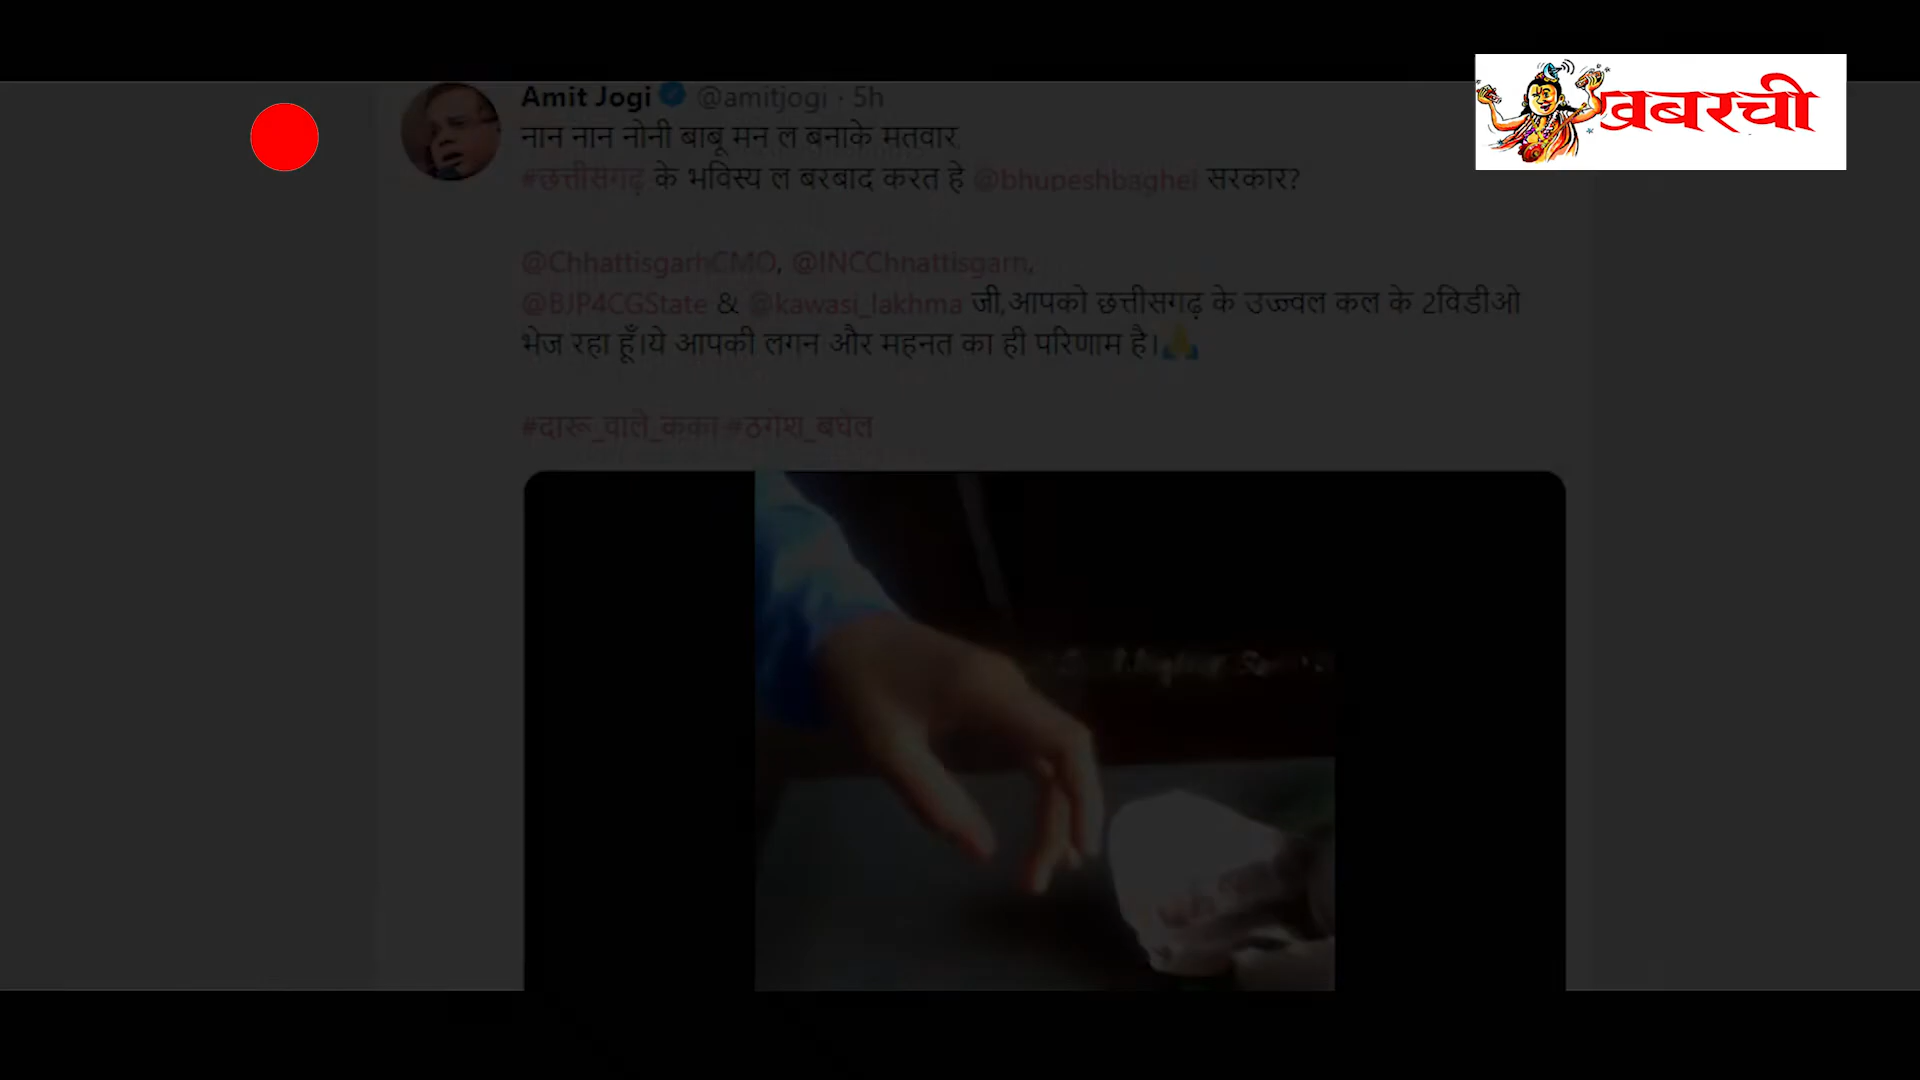 Amit Jogi @amitjogi · 5h
खबरची
नान नान नोनी बाबू मन ल बनाके मतवार
#छत्तीसगढ़ के भविस्य ल बरबाद करत हे @bhupeshbaghel सरकार?
@ChhattisgarhCMO, @INCChhattisgarh,
@BJP4CGState & @kawasi_lakhma जी,आपको छत्तीसगढ़ के उज्ज्वल कल के 2विडीओ
भेज रहा हूँ।ये आपकी लगन और महनत का ही परिणाम है।🙏
#दारू_वाले_कका #ठगेश_बघेल